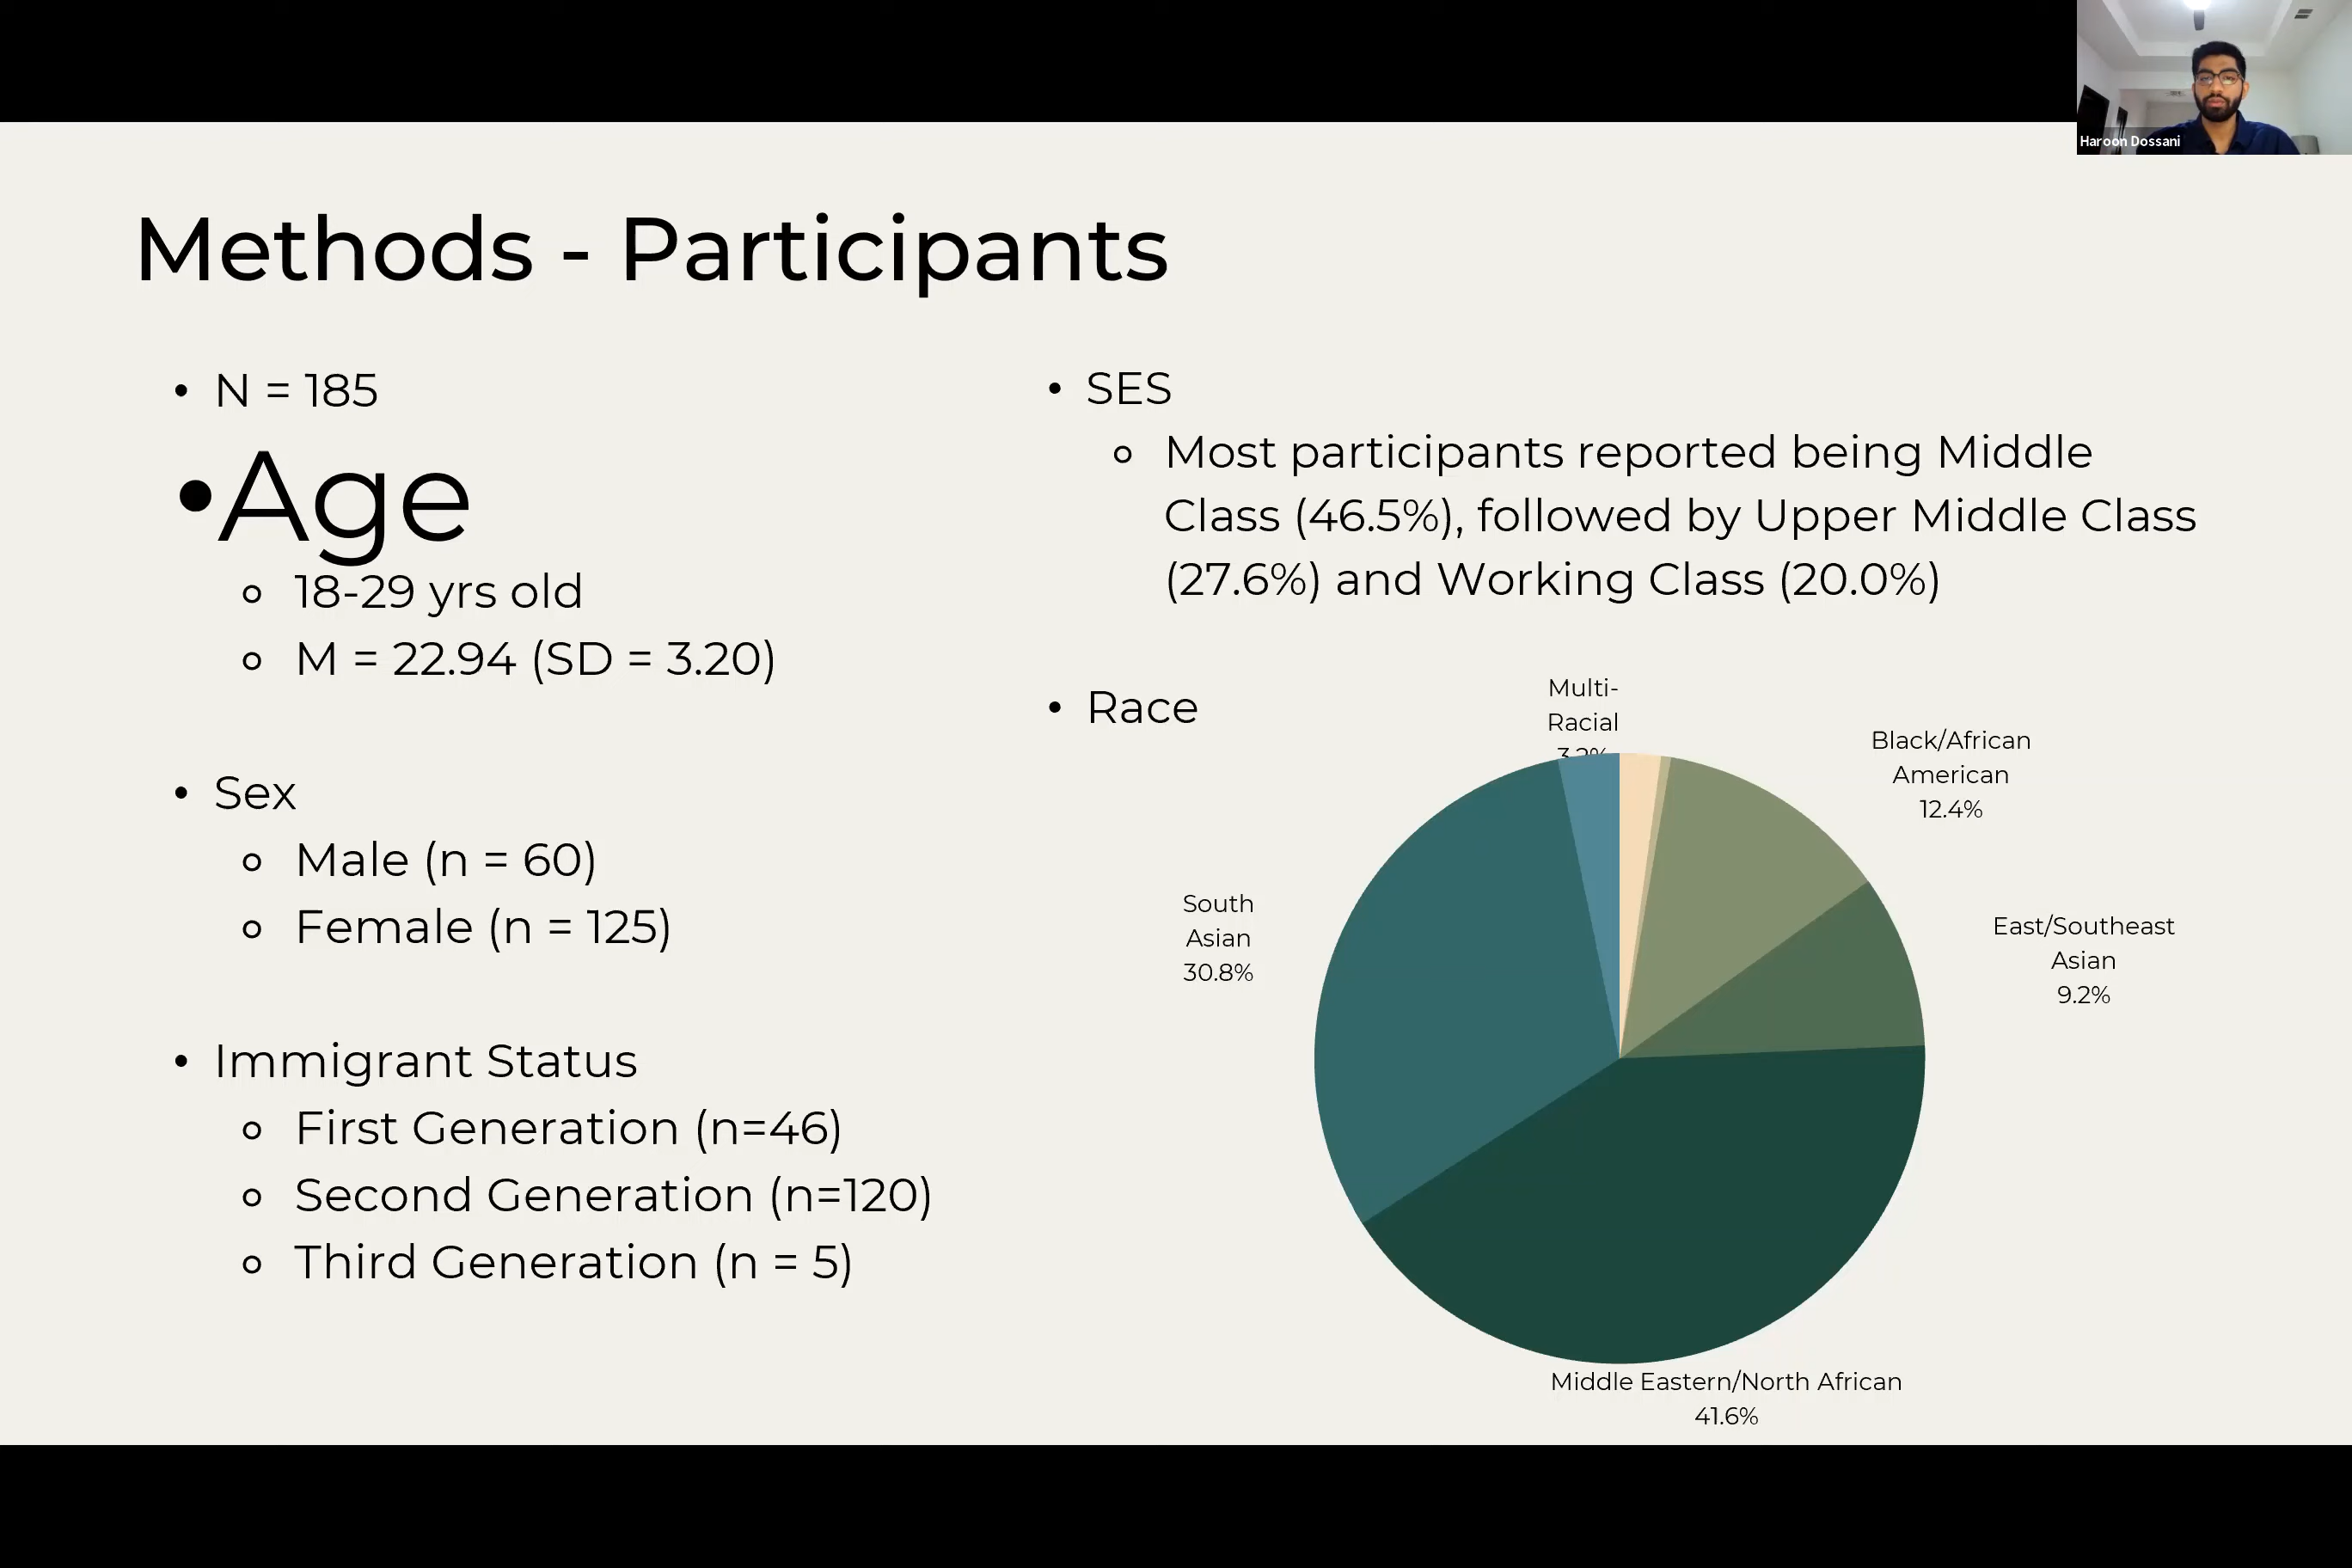 Haroon Dossani
Methods - Participants
• N = 185
• Age
○ 18-29 yrs old
○ M = 22.94 (SD = 3.20)
• Sex
○ Male (n = 60)
○ Female (n = 125)
• Immigrant Status
○ First Generation (n=46)
○ Second Generation (n=120)
○ Third Generation (n = 5)
• SES
○ Most participants reported being Middle
Class (46.5%), followed by Upper Middle Class
(27.6%) and Working Class (20.0%)
• Race
Multi-
Racial
3.2%
Black/African
American
12.4%
East/Southeast
Asian
9.2%
South
Asian
30.8%
Middle Eastern/North African
41.6%